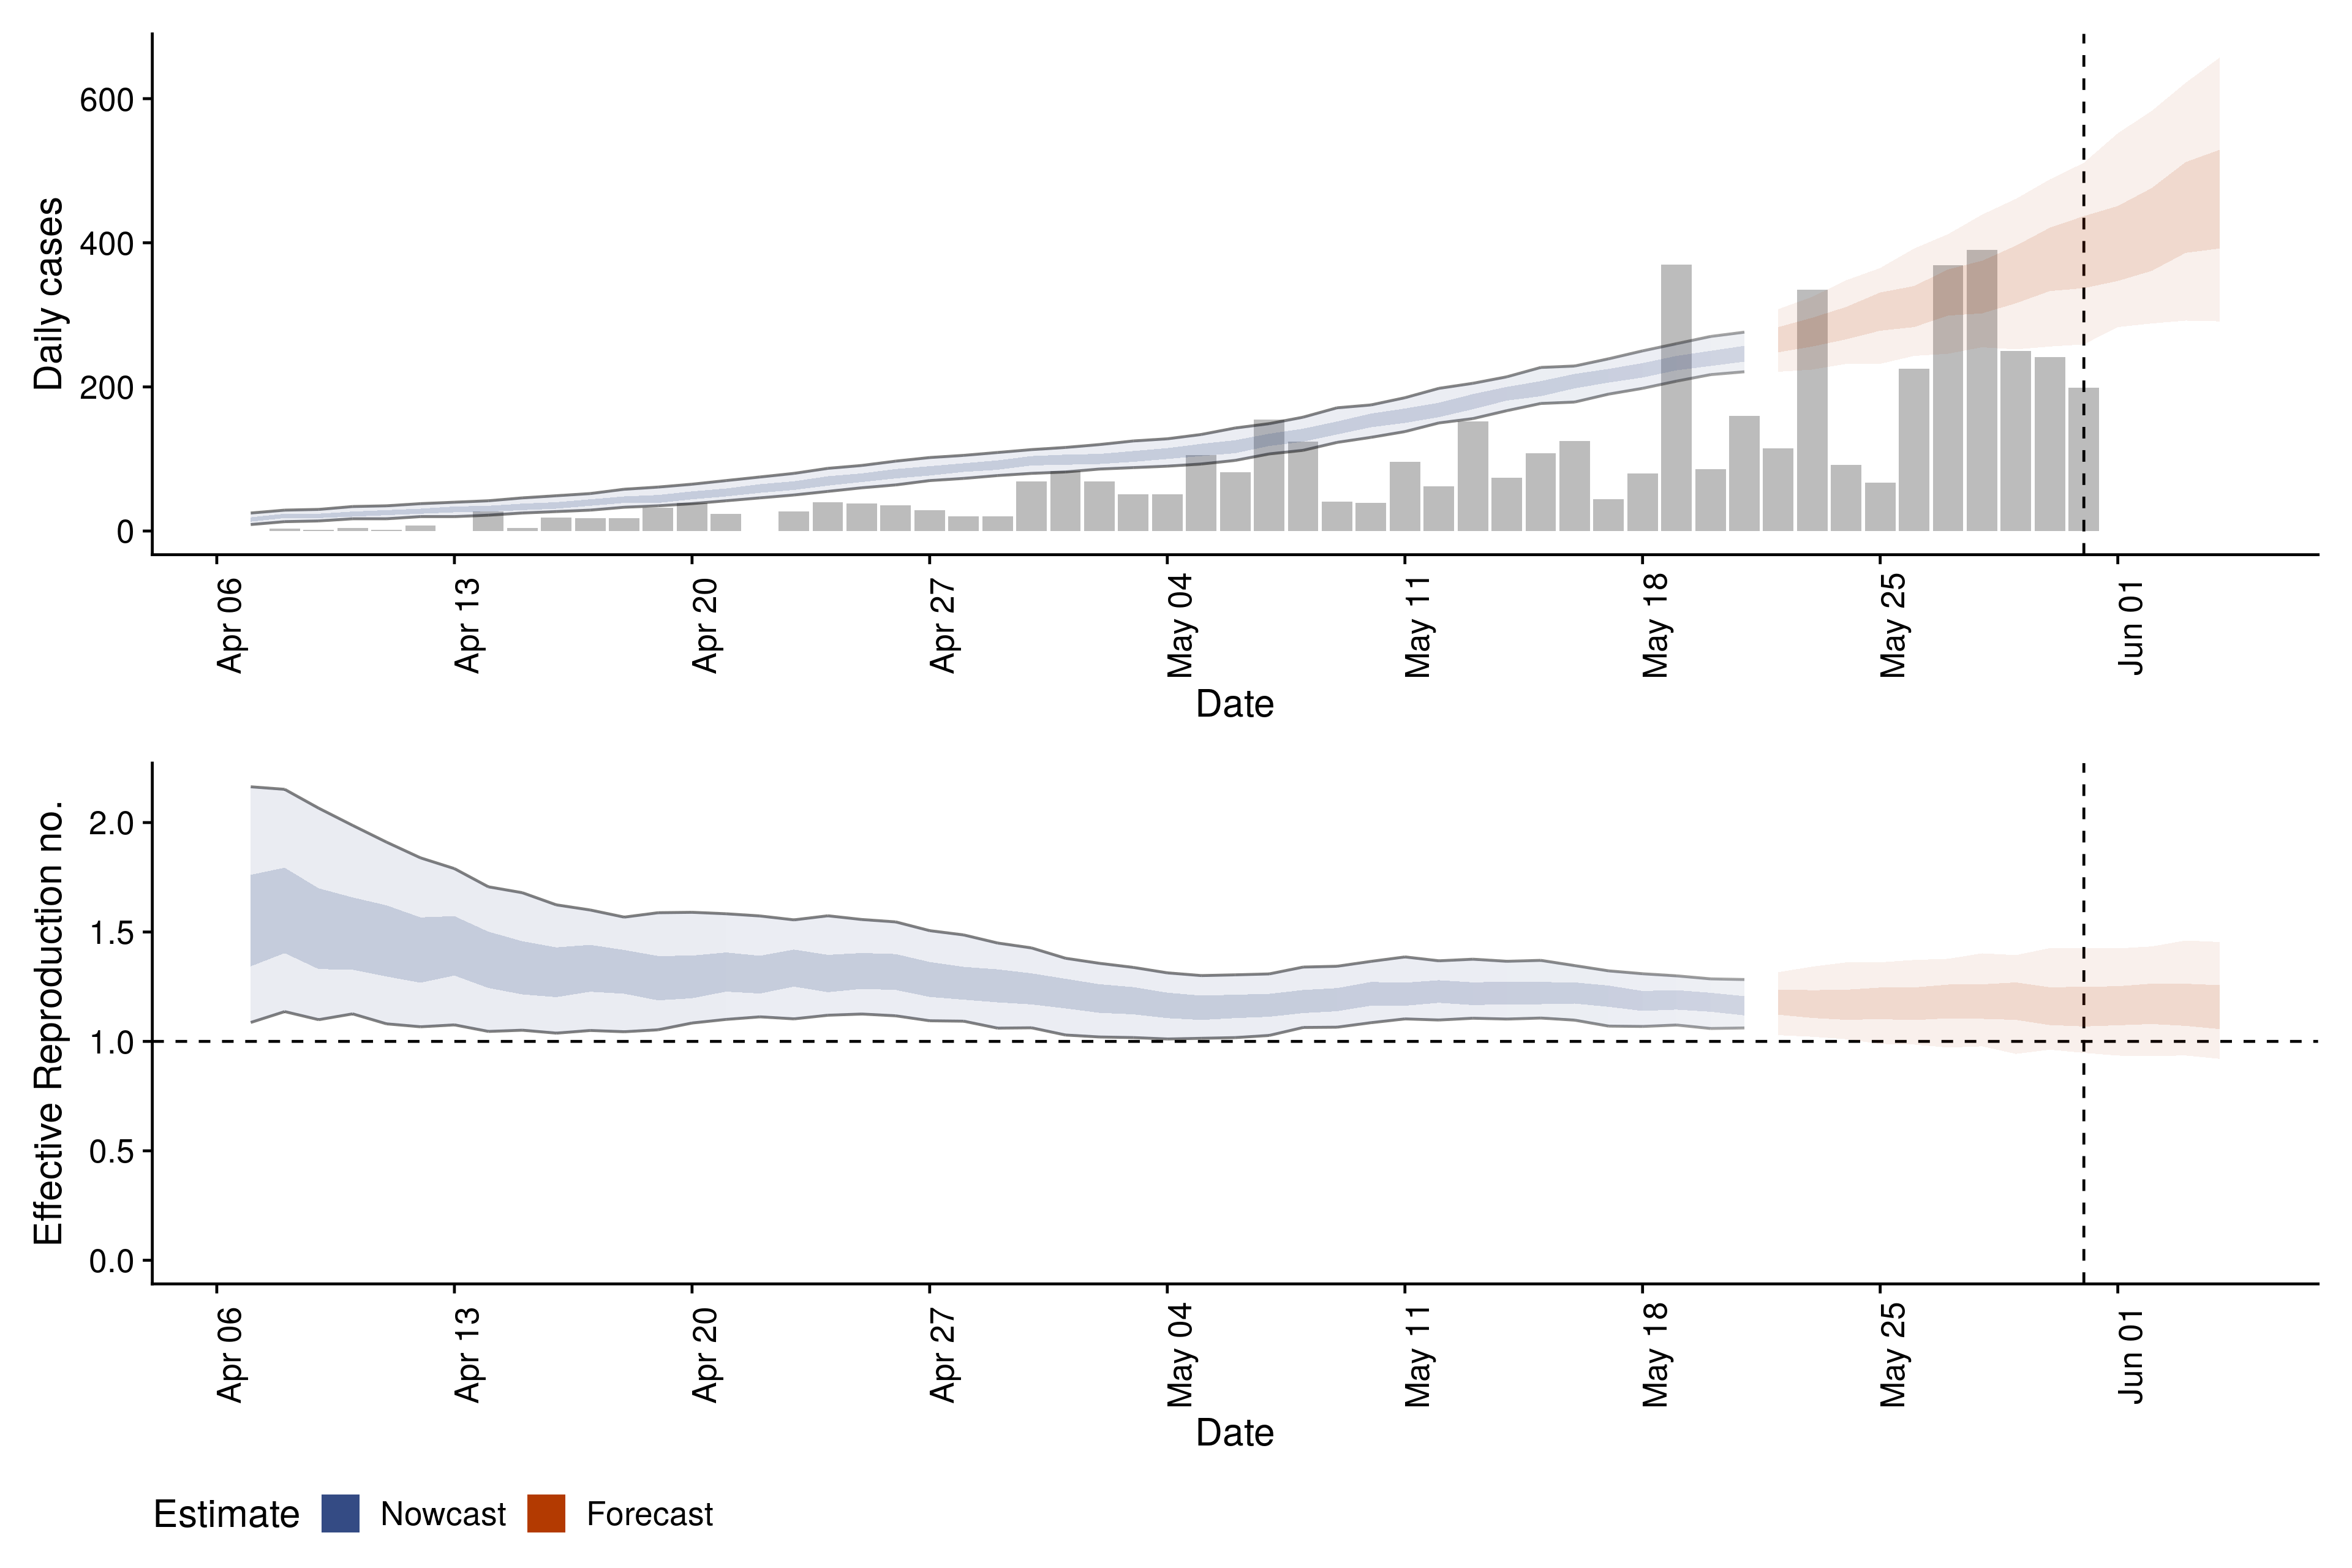 Daily cases
600
400
200
0
Apr 06
Apr 13
Apr 20
Apr 27
May 04
May 11
May 18
May 25
Jun 01
Date
Effective Reproduction no.
2.0
1.5
1.0
0.5
0.0
Apr 06
Apr 13
Apr 20
Apr 27
May 04
May 11
May 18
May 25
Jun 01
Date
Estimate Nowcast Forecast